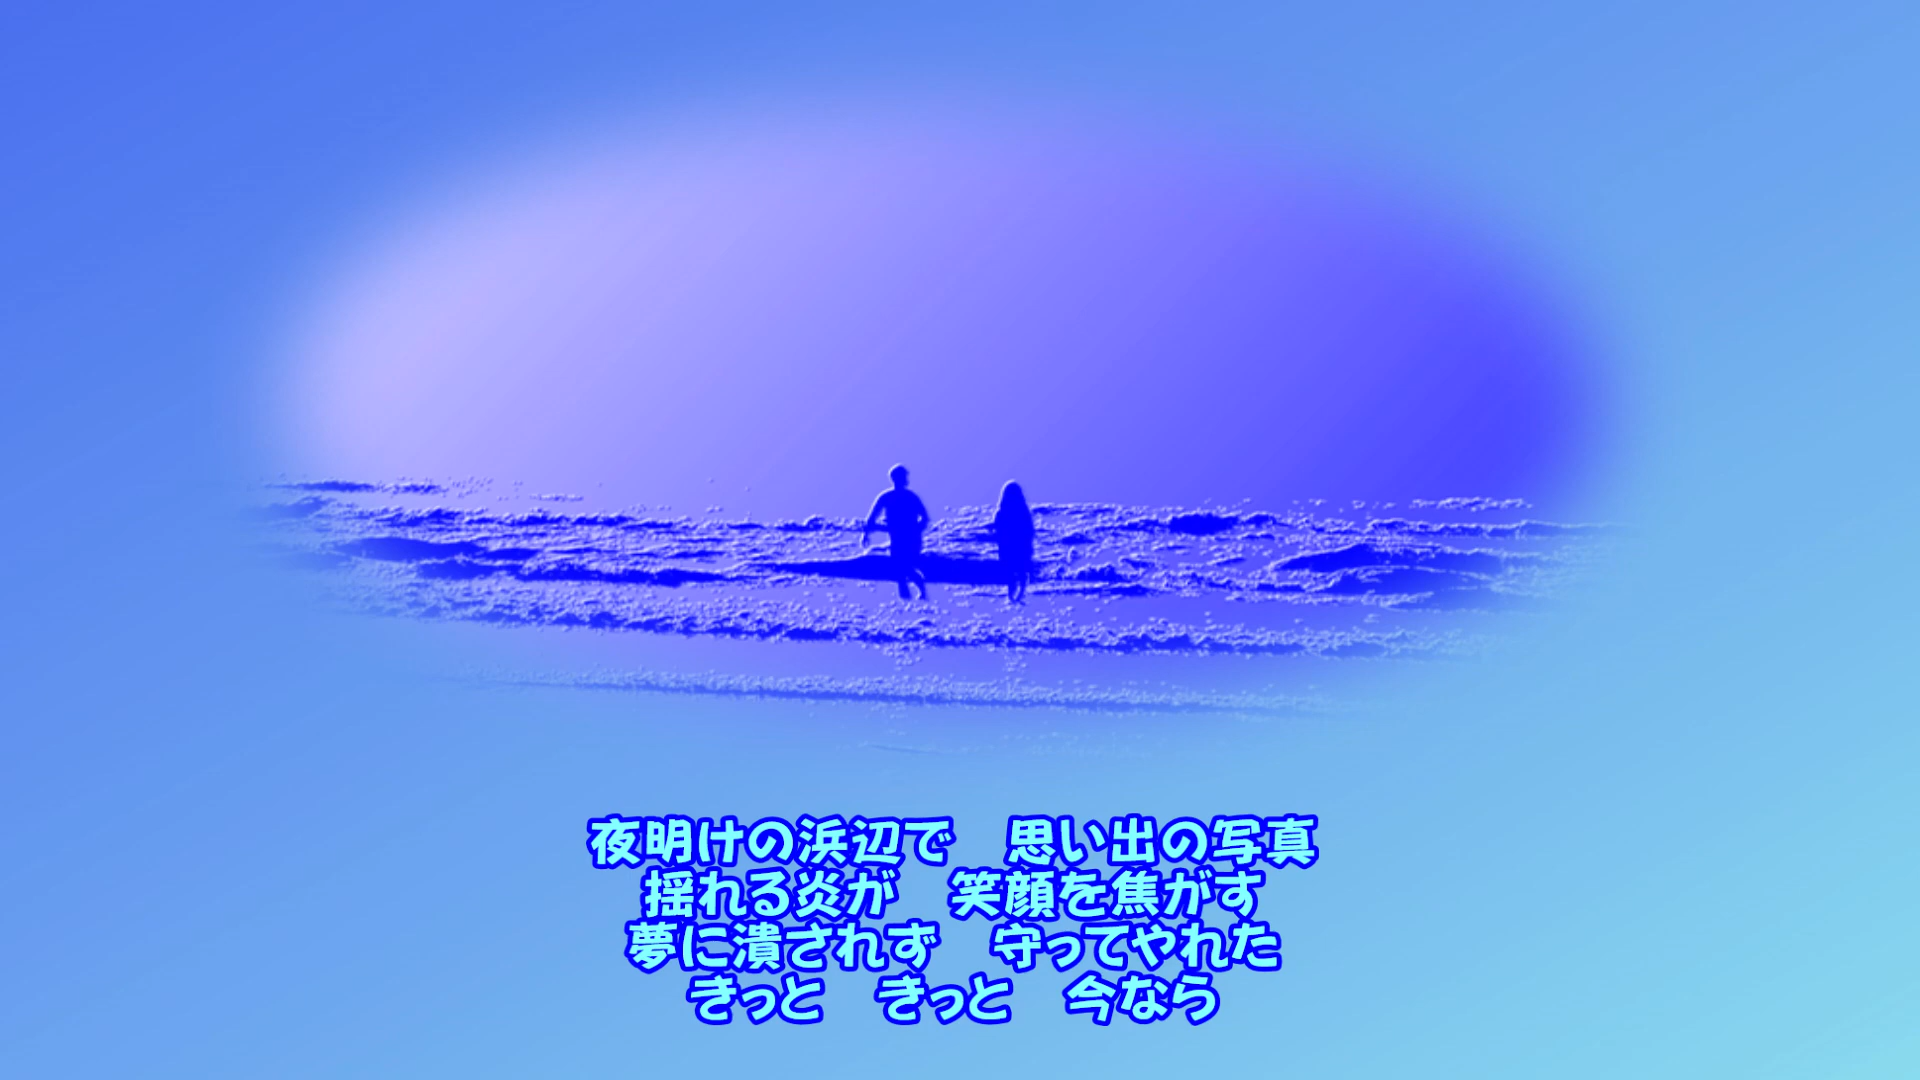 夜明けの浜辺で　思い出の写真
揺れる炎が　笑顔を焦がす
夢に潰されず　守ってやれた
きっと　きっと　今なら